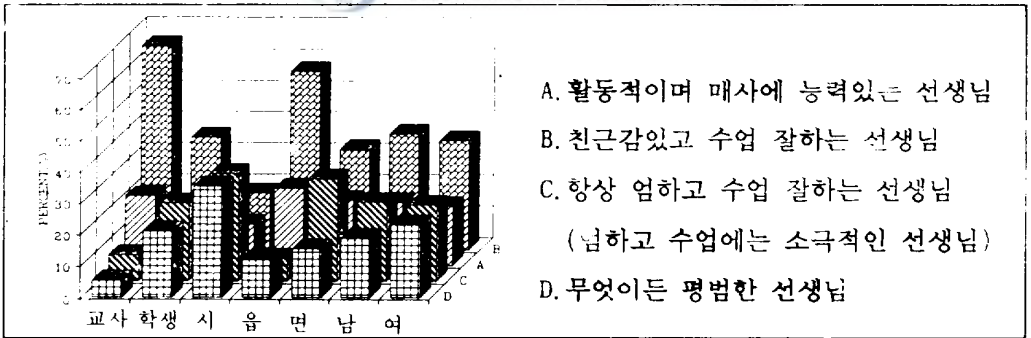 PERCENT(%)
70
60
50
40
30
20
10
0
교사 학생 시 읍 면 남 여
B
A
C
D
A.활동적이며 매사에 능력있는 선생님
B.친근감있고 수업 잘하는 선생님
C.항상 엄하고 수업 잘하는 선생님
하고 수업에는 소극적인 선생님)
D.무엇이든 평범한 선생님